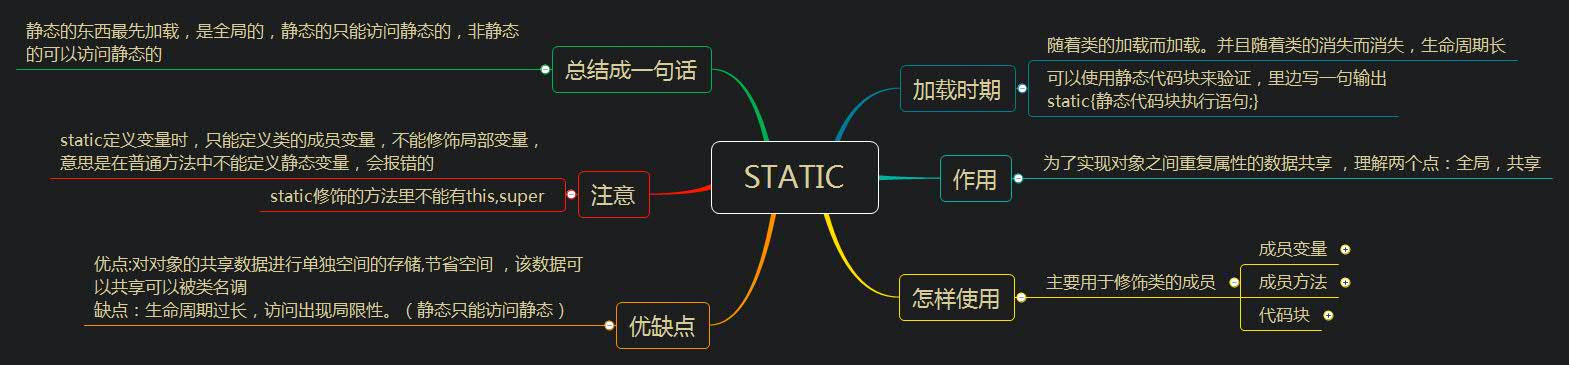 静态的东西最先加载，是全局的，静态的只能访问静态的，非静态
的可以访问静态的
总结成一句话
static定义变量时，只能定义类的成员变量，不能修饰局部变量，
意思是在普通方法中不能定义静态变量，会报错的
static修饰的方法里不能有this,super
注意
优点:对对象的共享数据进行单独空间的存储,节省空间 ，该数据可
以共享可以被类名调
缺点：生命周期过长，访问出现局限性。（静态只能访问静态）
优缺点
STATIC
随着类的加载而加载。并且随着类的消失而消失，生命周期长
可以使用静态代码块来验证，里边写一句输出
static{静态代码块执行语句;}
加载时期
为了实现对象之间重复属性的数据共享 ，理解两个点：全局，共享
作用
怎样使用
主要用于修饰类的成员
成员变量
成员方法
代码块